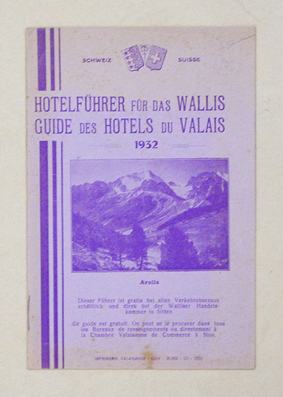 SCHWEIZ SUISSE
HOTELFÜHRER FÜR DAS WALLIS
GUIDE DES HOTELS DU VALAIS
1932
Arolla
Dieser Führer ist gratis bei allen Verkehrsbureaux
erhältlich und direk bei der Walliser Handels-
kammer in Sitten
Ce guide est gratuit. On peut se le procurer dans tous
les Bureaux de renseignements ou directement à
la Chambre Valaisanne de Commerce à Sion.